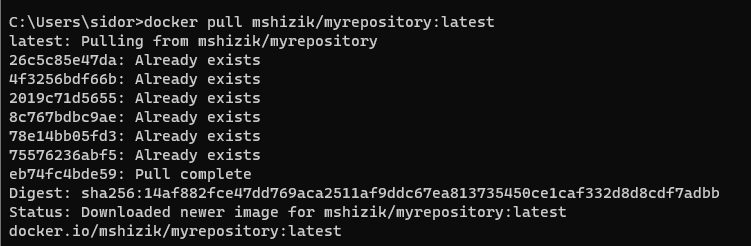 C:\Users\sidor>docker pull mshizik/myrepository:latest
latest: Pulling from mshizik/myrepository
26c5c85e47da: Already exists
4f3256bdf66b: Already exists
2019c71d5655: Already exists
8c767bdbc9ae: Already exists
78e14bb05fd3: Already exists
75576236abf5: Already exists
eb74fc4bde59: Pull complete
Digest: sha256:14af882fce47dd769aca2511af9ddc67ea813735450ce1caf332d8d8cdf7adbb
Status: Downloaded newer image for mshizik/myrepository:latest
docker.io/mshizik/myrepository:latest